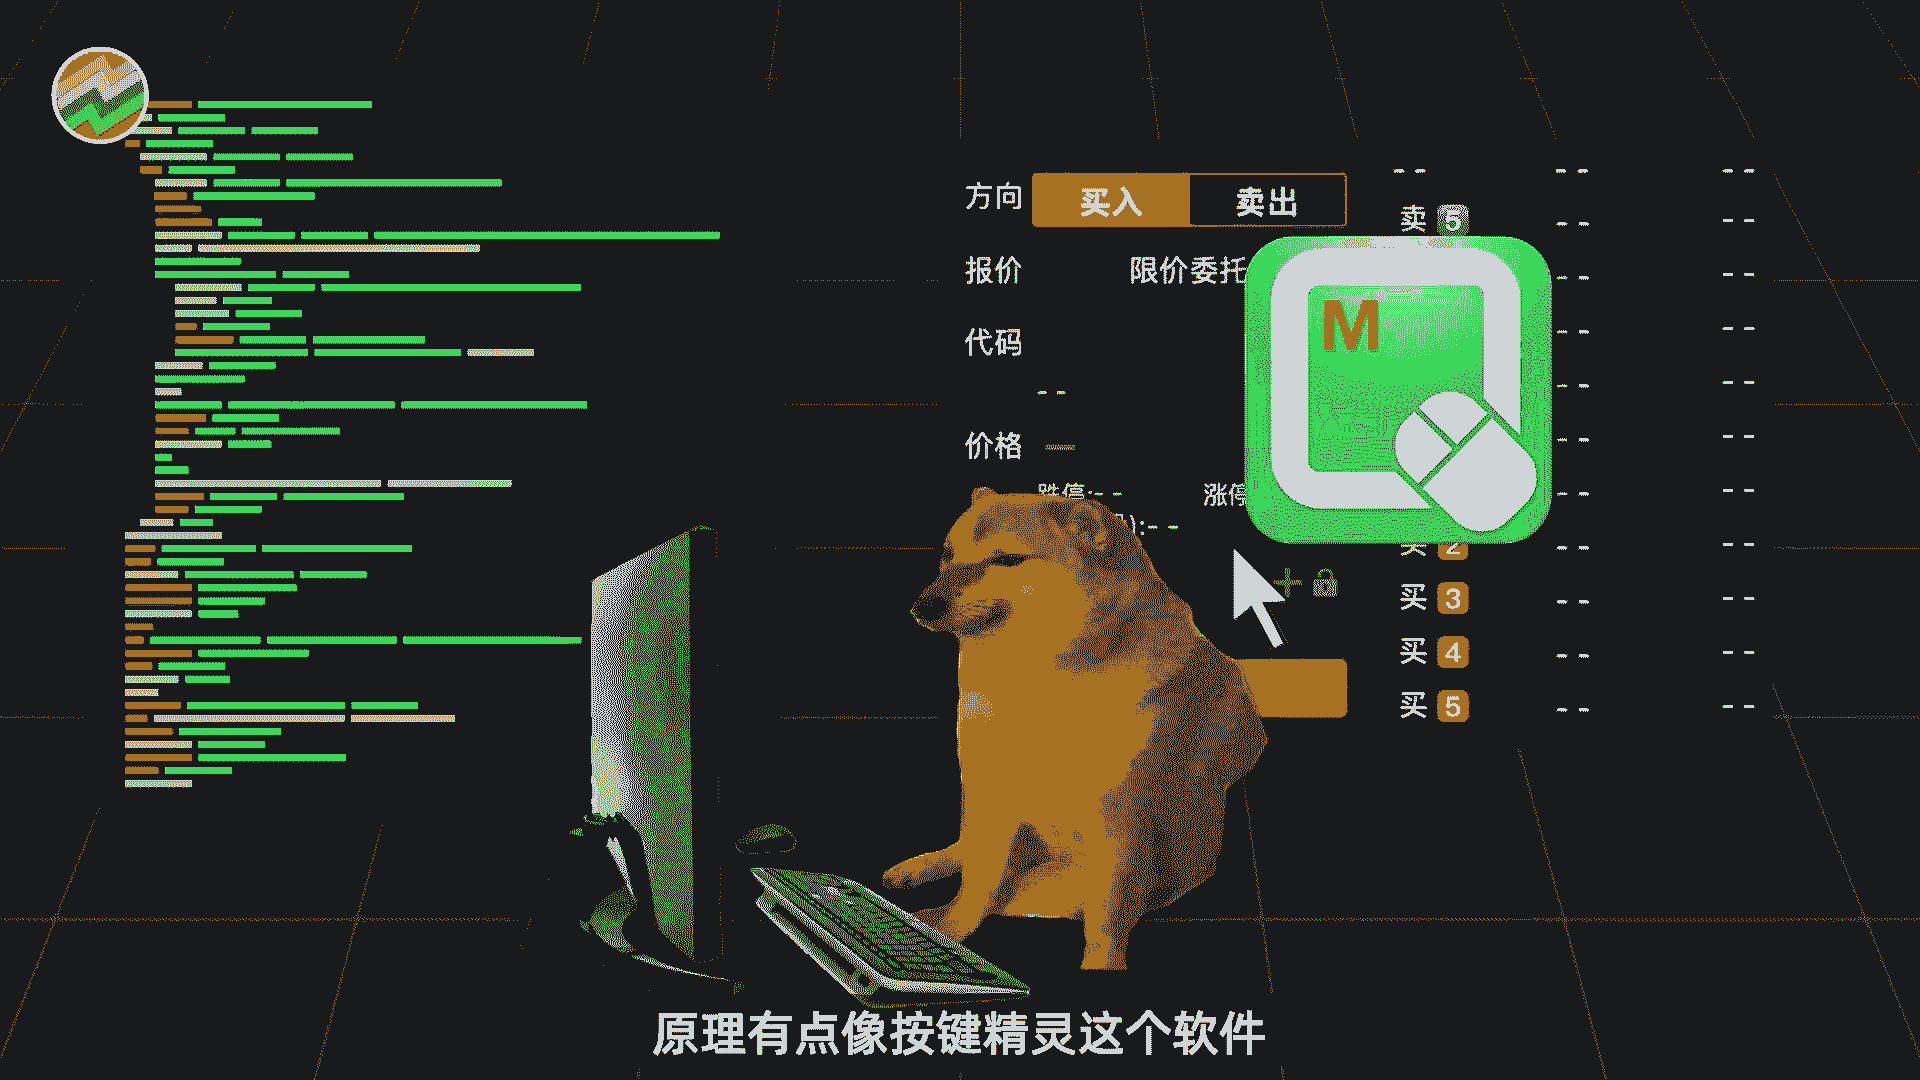 方向 买入 卖出
卖 5
报价 限价委托
M
代码
--
价格
跌停:-- 涨停
):--
买 2
买 3
买 4
买 5
原理有点像按键精灵这个软件